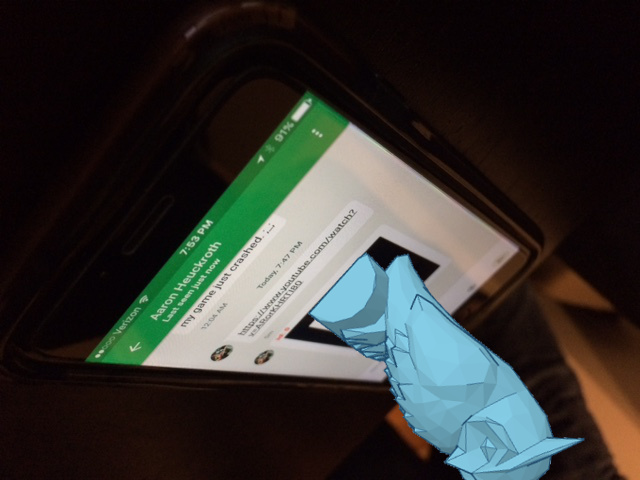 Verizon 7:53 PM 91%
Aaron Heuckroth
Last seen just now
my game just crashed. :_:
12:04 AM
Today, 7:47 PM
https://www.youtube.com/watch?